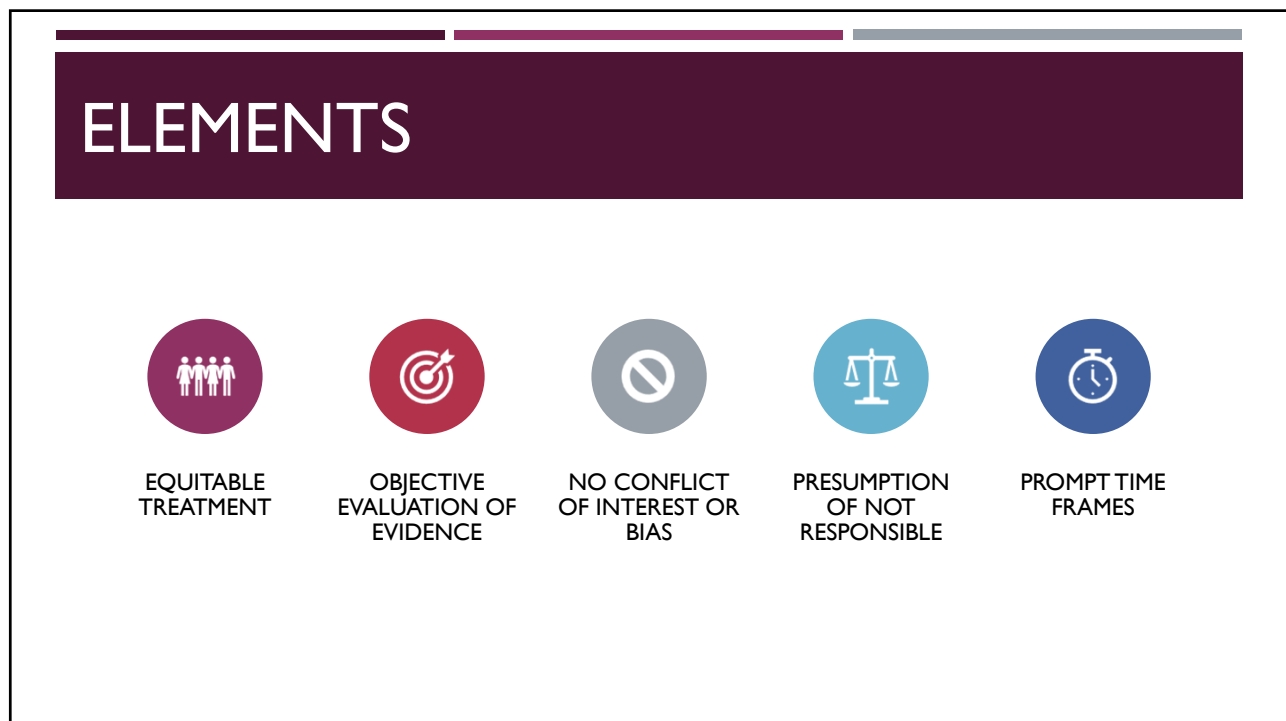 ELEMENTS
EQUITABLE
TREATMENT
OBJECTIVE
EVALUATION OF
EVIDENCE
NO CONFLICT
OF INTEREST OR
BIAS
PRESUMPTION
OF NOT
RESPONSIBLE
PROMPT TIME
FRAMES